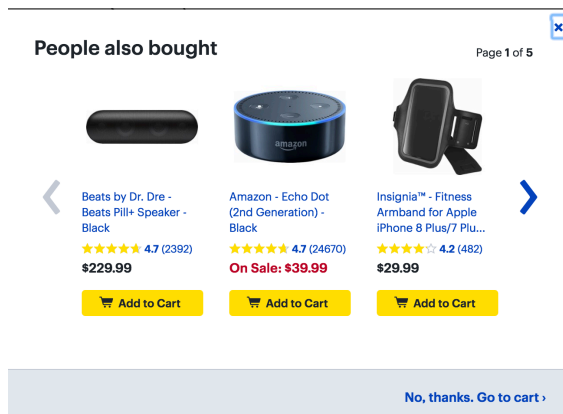 People also bought
Page 1 of 5
amazon
Beats by Dr. Dre -
Beats Pill+ Speaker -
Black
4.7 (2392)
$229.99
Add to Cart
Amazon - Echo Dot
(2nd Generation) -
Black
4.7 (24670)
On Sale: $39.99
Add to Cart
Insignia™ - Fitness
Armband for Apple
iPhone 8 Plus/7 Plu...
4.2 (482)
$29.99
Add to Cart
No, thanks. Go to cart ›